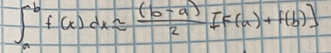 ∫_a^b f(x)dx ≈ (b-a)/2 [f(a)+f(b)]